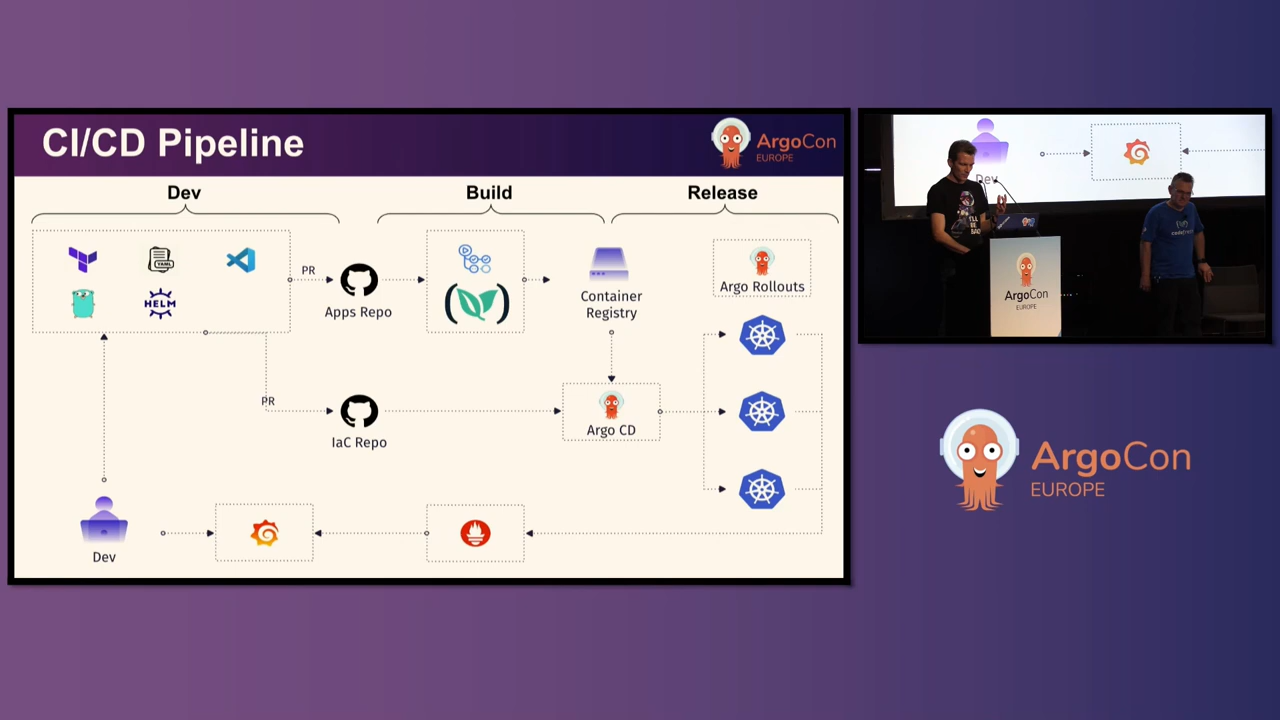 CI/CD Pipeline
ArgoCon
EUROPE
Dev
Build
Release
YAML
HELM
PR
Apps Repo
Container
Registry
Argo Rollouts
PR
IaC Repo
Argo CD
Dev
Dev
ArgoCon
EUROPE
ArgoCon
EUROPE